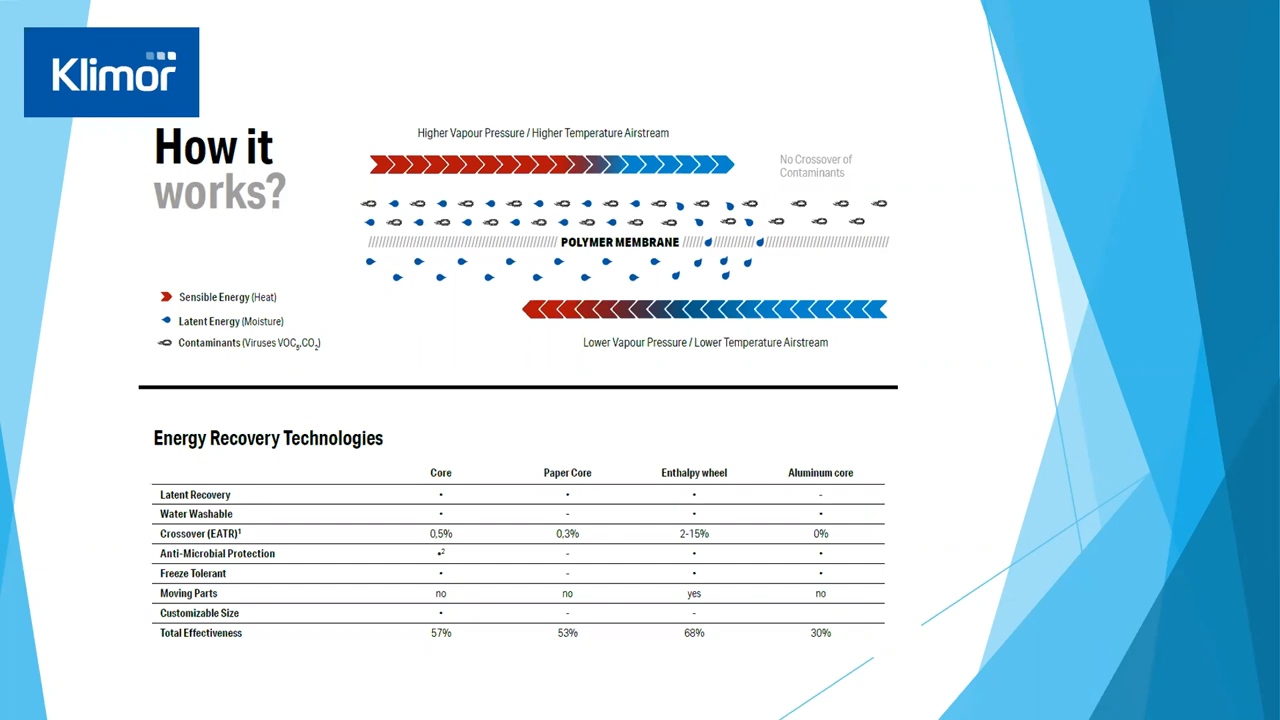 Klimor
How it
works?
Higher Vapour Pressure / Higher Temperature Airstream
No Crossover of
Contaminants
POLYMER MEMBRANE
Sensible Energy (Heat)
Latent Energy (Moisture)
Contaminants (Viruses VOCs,CO2)
Lower Vapour Pressure / Lower Temperature Airstream
Energy Recovery Technologies
Core Paper Core Enthalpy wheel Aluminum core
Latent Recovery • • • -
Water Washable • - • •
Crossover (EATR)¹ 0,5% 0,3% 2-15% 0%
Anti-Microbial Protection •² - • •
Freeze Tolerant • - • •
Moving Parts no no yes no
Customizable Size • - -
Total Effectiveness 57% 53% 68% 30%